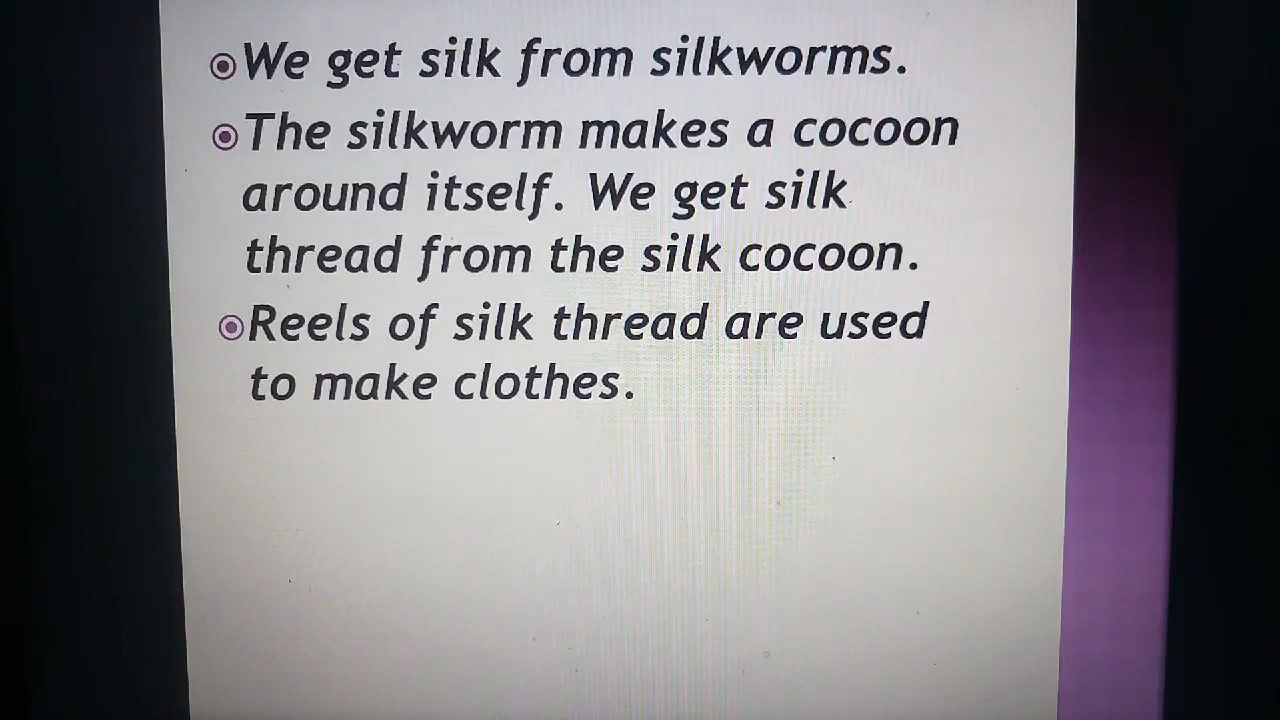 We get silk from silkworms.
The silkworm makes a cocoon
around itself. We get silk
thread from the silk cocoon.
Reels of silk thread are used
to make clothes.